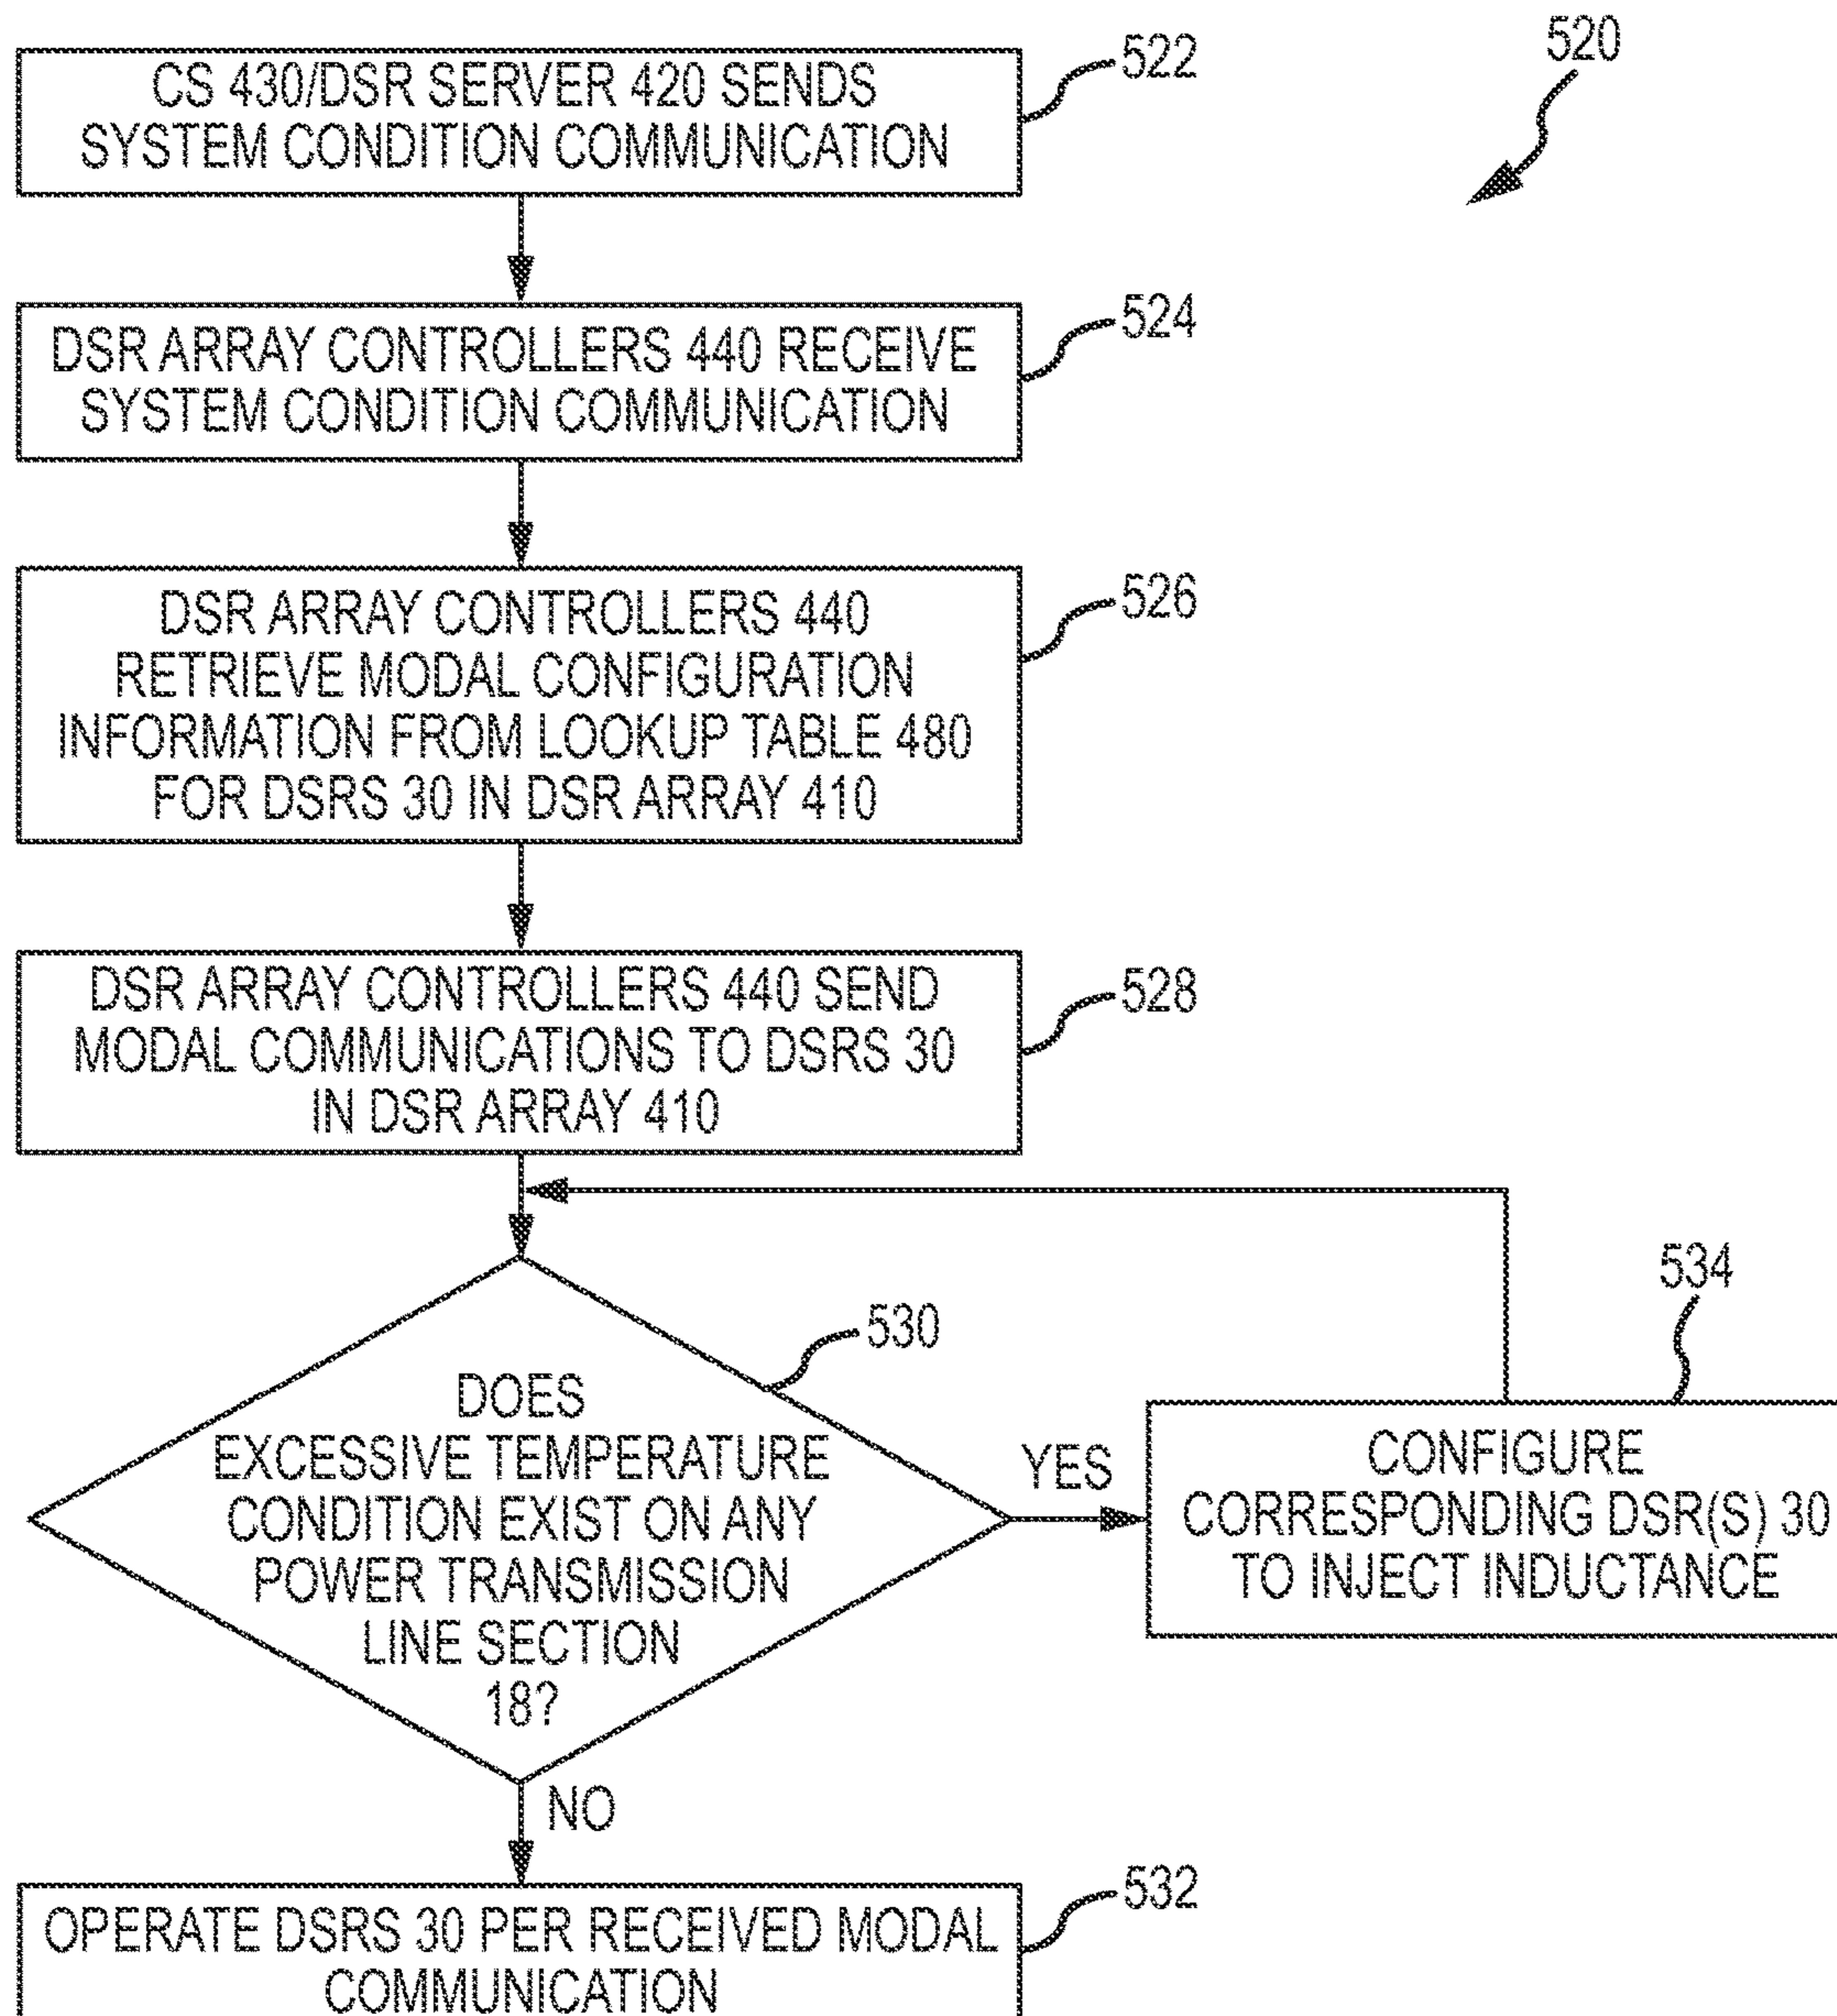 520
CS 430/DSR SERVER 420 SENDS
SYSTEM CONDITION COMMUNICATION
522
DSR ARRAY CONTROLLERS 440 RECEIVE
SYSTEM CONDITION COMMUNICATION
524
DSR ARRAY CONTROLLERS 440
RETRIEVE MODAL CONFIGURATION
INFORMATION FROM LOOKUP TABLE 480
FOR DSRS 30 IN DSR ARRAY 410
526
DSR ARRAY CONTROLLERS 440 SEND
MODAL COMMUNICATIONS TO DSRS 30
IN DSR ARRAY 410
528
DOES
EXCESSIVE TEMPERATURE
CONDITION EXIST ON ANY
POWER TRANSMISSION
LINE SECTION
18?
530
YES
CONFIGURE
CORRESPONDING DSR(S) 30
TO INJECT INDUCTANCE
534
NO
OPERATE DSRS 30 PER RECEIVED MODAL
COMMUNICATION
532